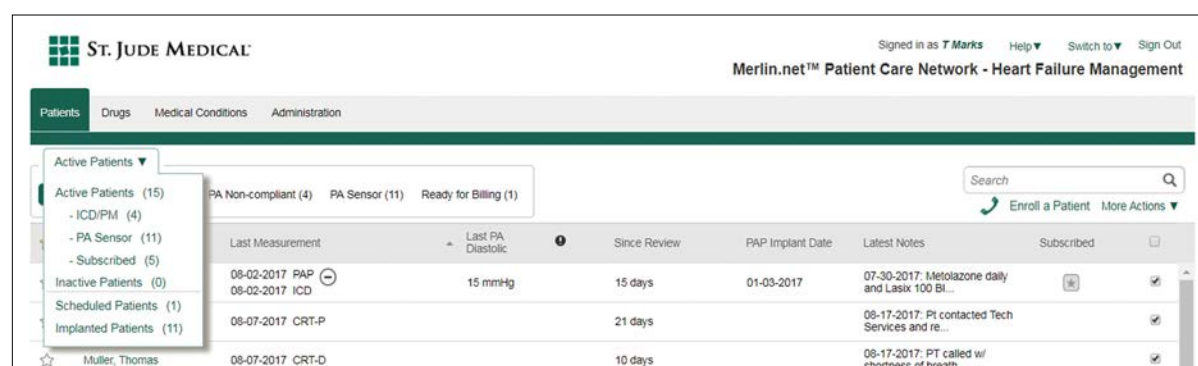 ST. JUDE MEDICAL
Signed in as T Marks Help▼ Switch to▼ Sign Out
Merlin.net™ Patient Care Network - Heart Failure Management
Patients Drugs Medical Conditions Administration
Active Patients ▼
Active Patients (15)
- ICD/PM (4)
- PA Sensor (11)
- Subscribed (5)
Inactive Patients (0)
Scheduled Patients (1)
Implanted Patients (11)
PA Non-compliant (4) PA Sensor (11) Ready for Billing (1)
Search
Enroll a Patient More Actions ▼
Last Measurement Last PA Diastolic Since Review PAP Implant Date Latest Notes Subscribed
08-02-2017 PAP 15 mmHg 15 days 01-03-2017 07-30-2017: Metolazone daily
08-02-2017 ICD and Lasix 100 Bl...
08-07-2017 CRT-P 21 days 08-17-2017: Pt contacted Tech
Services and re...
Muller, Thomas 08-07-2017 CRT-D 10 days 08-17-2017: PT called w/
shortness of breath